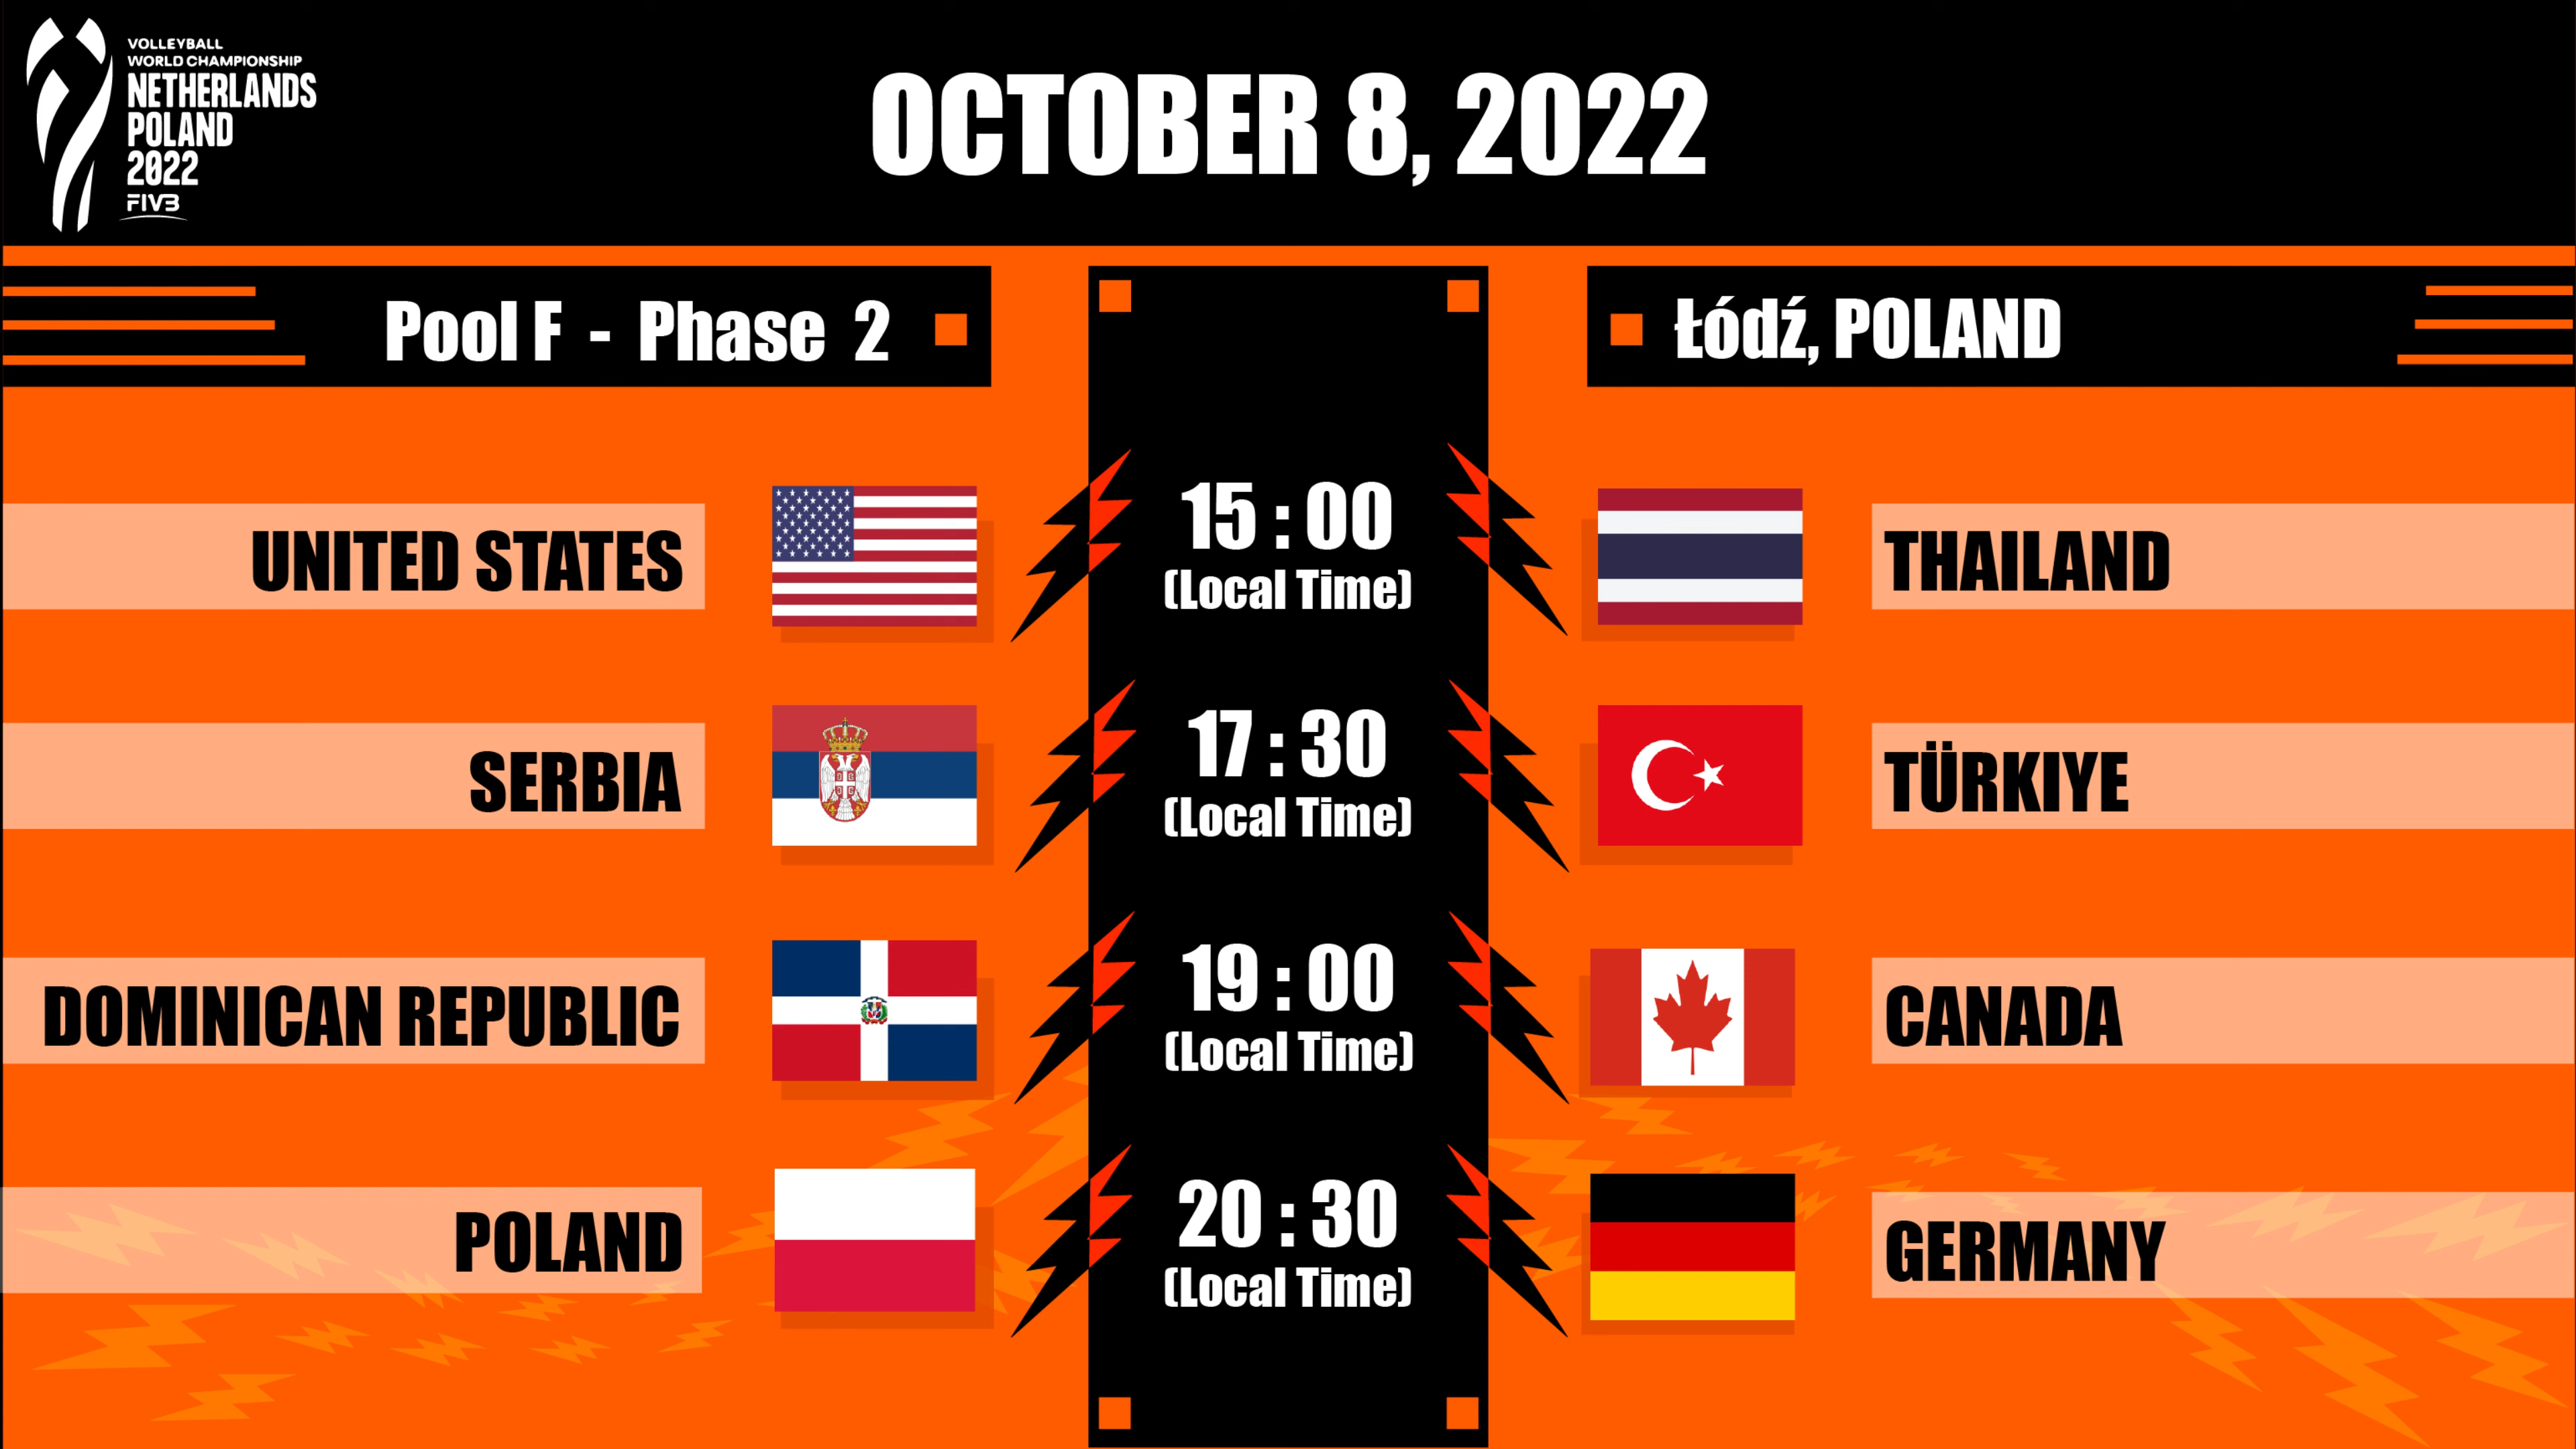 VOLLEYBALL
WORLD CHAMPIONSHIP
NETHERLANDS
POLAND
2022
FIVB
OCTOBER 8, 2022
Pool F - Phase 2
Łódź, POLAND
UNITED STATES
15 : 00
(Local Time)
THAILAND
SERBIA
17 : 30
(Local Time)
TÜRKIYE
DOMINICAN REPUBLIC
19 : 00
(Local Time)
CANADA
POLAND
20 : 30
(Local Time)
GERMANY